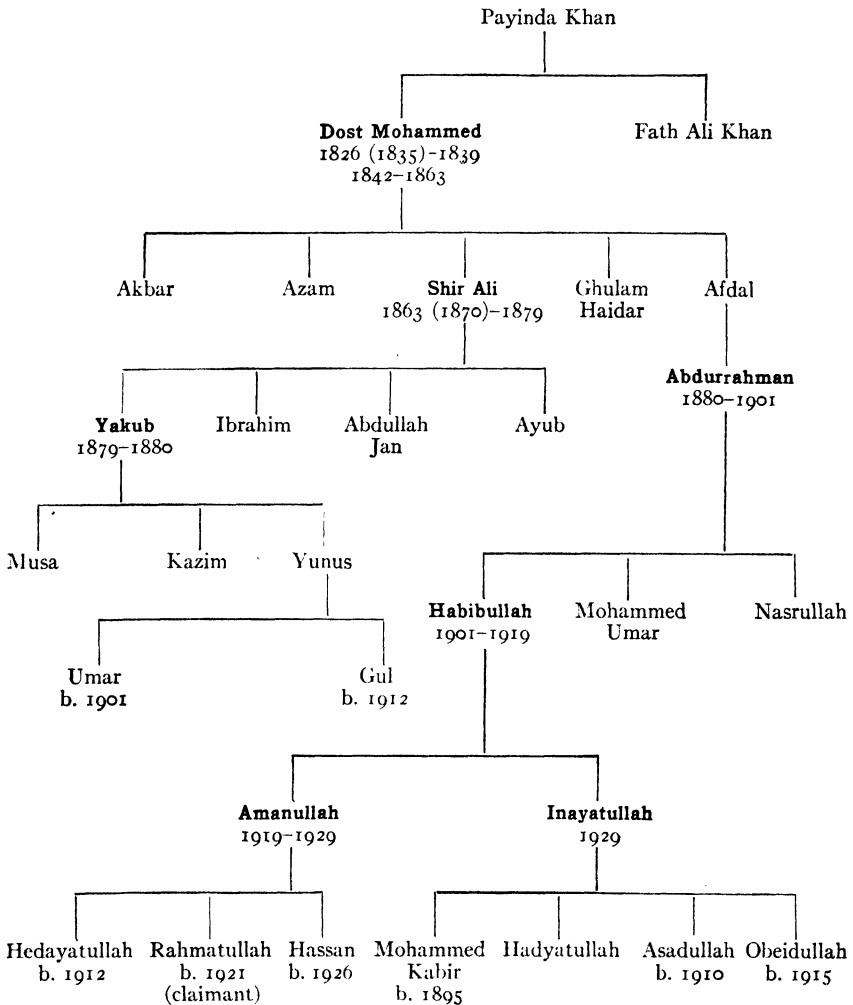 Payinda Khan
Dost Mohammed
1826 (1835)-1839
1842-1863
Fath Ali Khan
Akbar
Azam
Shir Ali
1863 (1870)-1879
Ghulam
Haidar
Afdal
Abdurrahman
1880-1901
Yakub
1879-1880
Ibrahim
Abdullah
Jan
Ayub
Musa
Kazim
Yunus
Habibullah
1901-1919
Mohammed
Umar
Nasrullah
Umar
b. 1901
Gul
b. 1912
Amanullah
1919-1929
Inayatullah
1929
Hedayatullah
b. 1912
Rahmatullah
b. 1921
(claimant)
Hassan
b. 1926
Mohammed
Kabir
b. 1895
Hadyatullah
Asadullah
b. 1910
Obeidullah
b. 1915